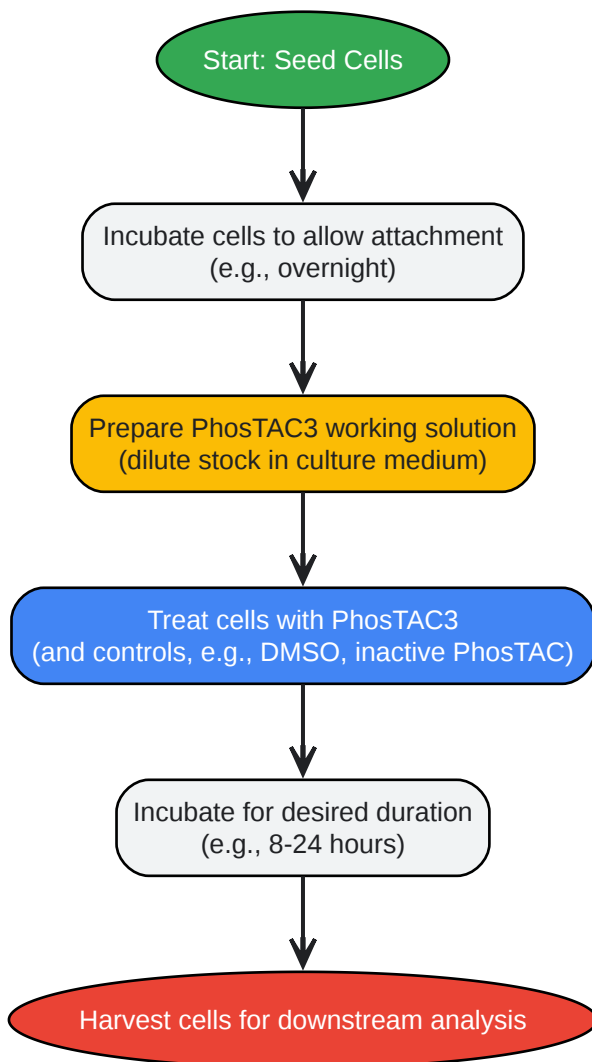 Start: Seed Cells
Incubate cells to allow attachment
(e.g., overnight)
Prepare PhosTAC3 working solution
(dilute stock in culture medium)
Treat cells with PhosTAC3
(and controls, e.g., DMSO, inactive PhosTAC)
Incubate for desired duration
(e.g., 8-24 hours)
Harvest cells for downstream analysis